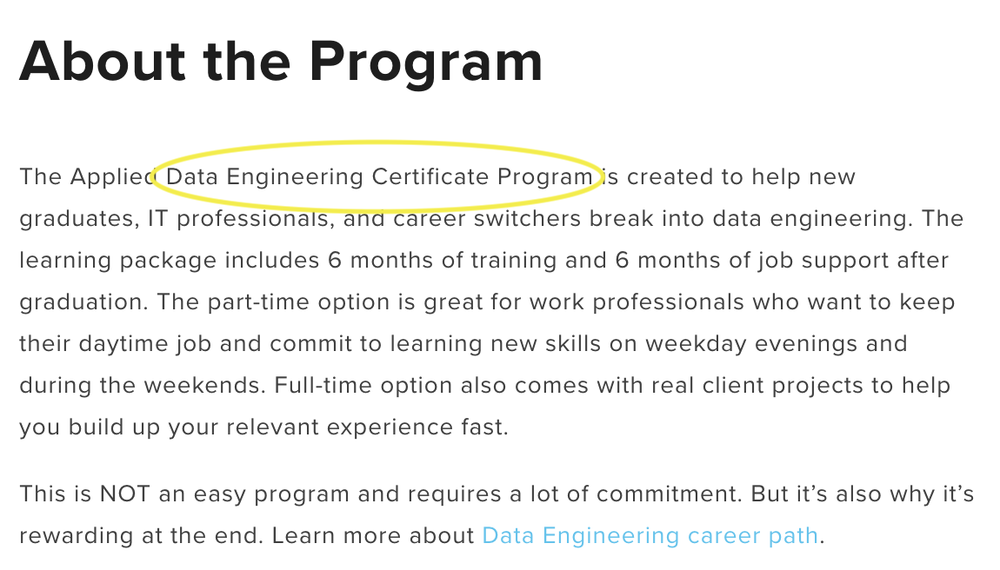 About the Program
The Applied Data Engineering Certificate Program is created to help new
graduates, IT professionals, and career switchers break into data engineering. The
learning package includes 6 months of training and 6 months of job support after
graduation. The part-time option is great for work professionals who want to keep
their daytime job and commit to learning new skills on weekday evenings and
during the weekends. Full-time option also comes with real client projects to help
you build up your relevant experience fast.
This is NOT an easy program and requires a lot of commitment. But it’s also why it’s
rewarding at the end. Learn more about Data Engineering career path.